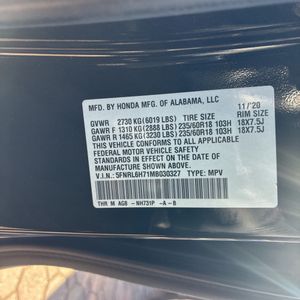 MFD. BY HONDA MFG. OF ALABAMA, LLC 11/'20
GVWR 2730 KG (6019 LBS) TIRE SIZE RIM SIZE
GAWR F 1310 KG (2888 LBS) 235/60R18 103H 18X7.5J
GAWR R 1465 KG (3230 LBS) 235/60R18 103H 18X7.5J
THIS VEHICLE CONFORMS TO ALL APPLICABLE
FEDERAL MOTOR VEHICLE SAFETY
STANDARDS IN EFFECT ON THE DATE OF
MANUFACTURE SHOWN ABOVE.
V.I.N.: 5FNRL6H71MB030327 TYPE: MPV
THR M AGB -NH731P -A-B